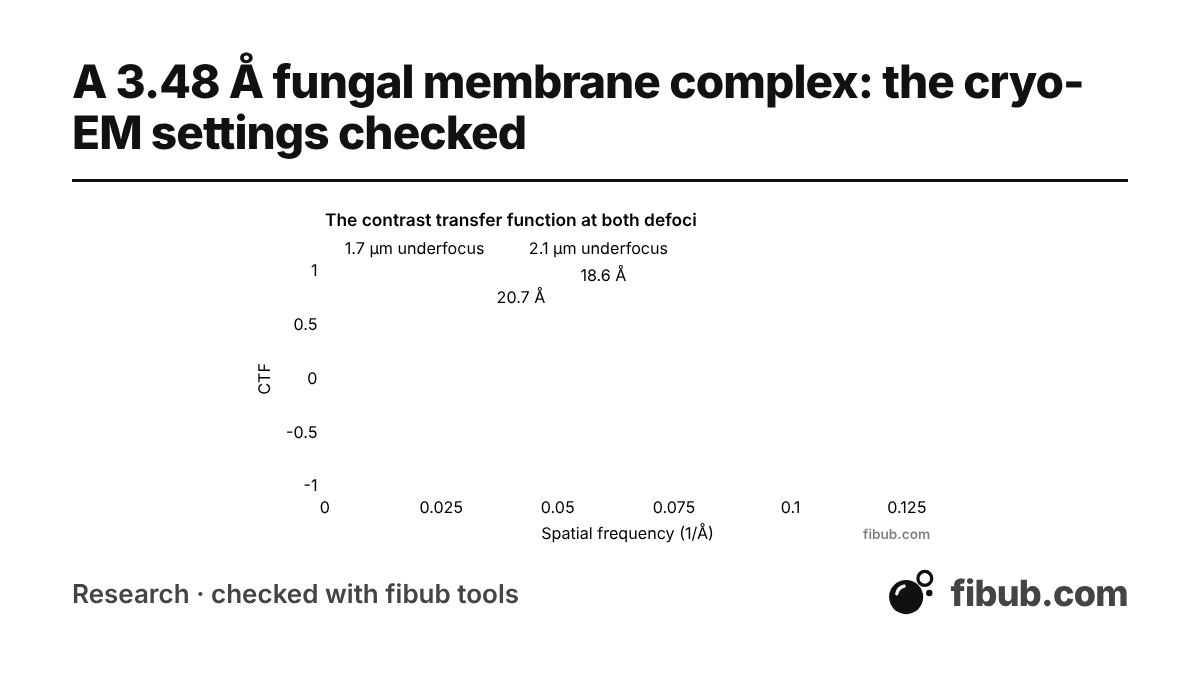 A 3.48 Å fungal membrane complex: the cryo-
EM settings checked
The contrast transfer function at both defoci
1.7 µm underfocus 2.1 µm underfocus
1
18.6 Å
20.7 Å
0.5
CTF
0
-0.5
-1
0 0.025 0.05 0.075 0.1 0.125
Spatial frequency (1/Å)
fibub.com
Research · checked with fibub tools
fibub.com